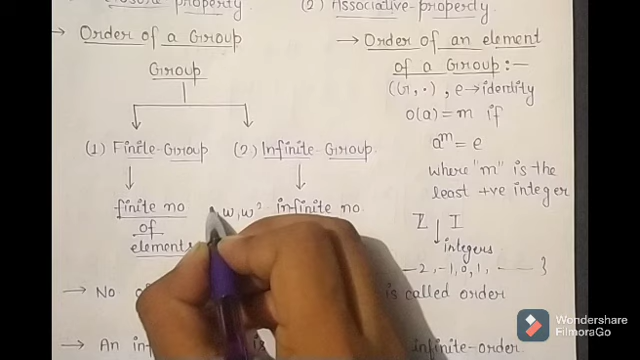 (2) Associative-property.
→ Order of a Group
Group
(1) Finite-Group (2) Infinite-Group.
finite no
of
elements
ω, ω² infinite no.
→ Order of an element
of a Group:—
(G, ·), e→identity
o(a) = m if
aᵐ = e
where "m" is the
least +ve integer
Z I
integers
—2, -1, 0, 1, —— }
→ No is called order
→ An infinite-order.
Wondershare
FilmoraGo